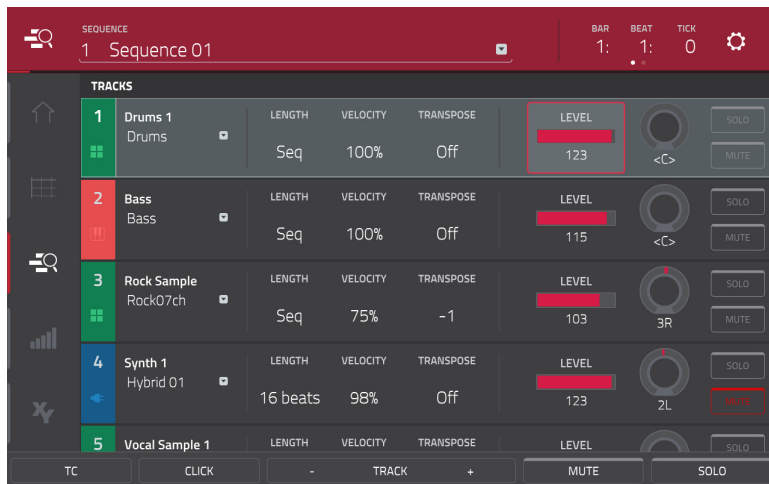 SEQUENCE
1 Sequence 01
BAR BEAT TICK
1: 1: 0
TRACKS
1 Drums 1 LENGTH VELOCITY TRANSPOSE LEVEL SOLO
Drums
Seq 100% Off 123 <C> MUTE
2 Bass LENGTH VELOCITY TRANSPOSE LEVEL SOLO
Bass
Seq 100% Off 115 <C> MUTE
3 Rock Sample LENGTH VELOCITY TRANSPOSE LEVEL SOLO
Rock07ch
Seq 75% -1 103 3R MUTE
4 Synth 1 LENGTH VELOCITY TRANSPOSE LEVEL SOLO
Hybrid 01
16 beats 98% Off 123 2L MUTE
5 Vocal Sample 1 LENGTH VELOCITY TRANSPOSE LEVEL SOLO
XY
TC CLICK - TRACK + MUTE SOLO